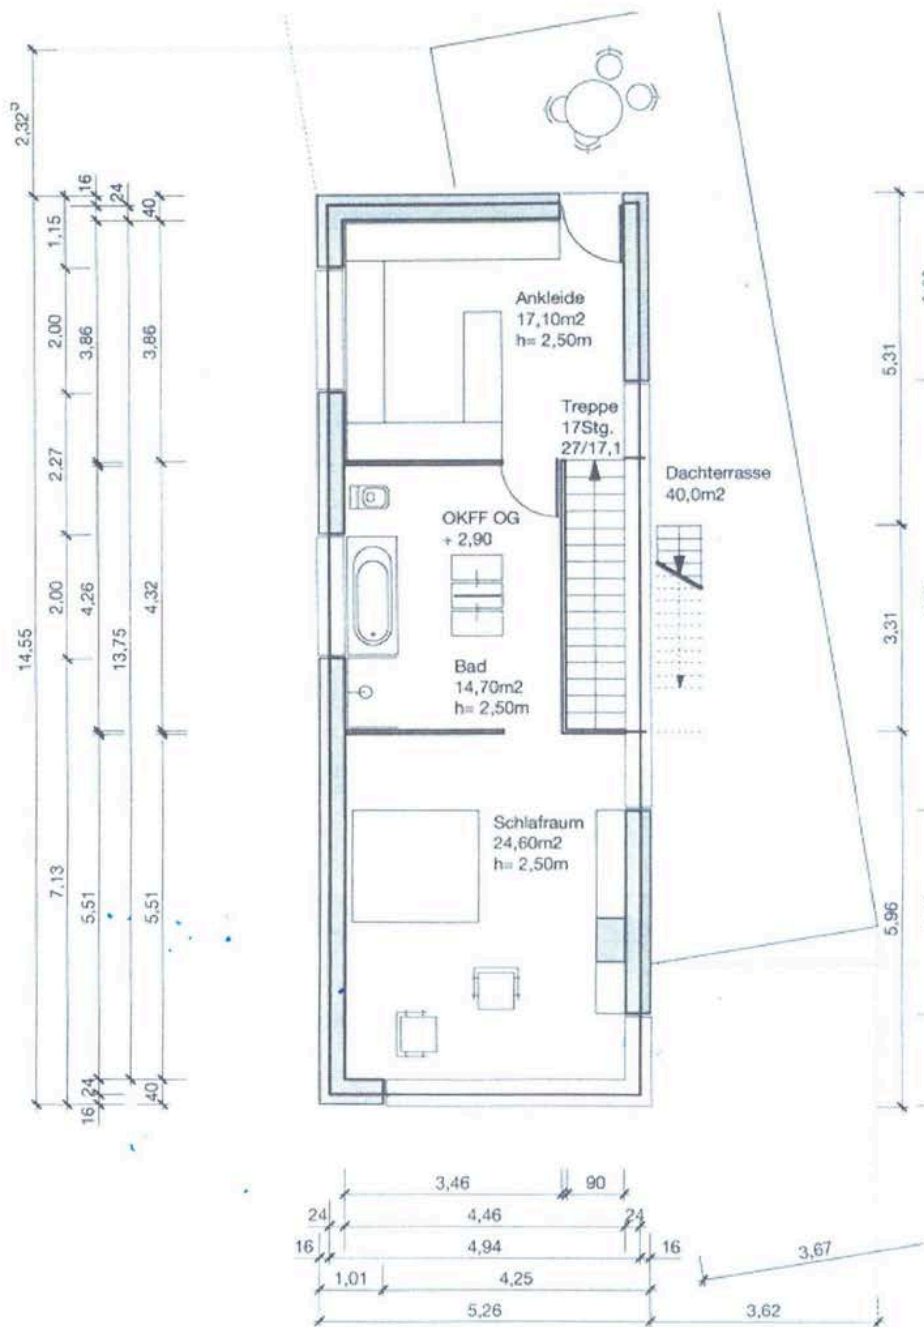 2,32⁵
16
24
40
1,15
2,00
3,86
3,86
2,27
2,00
4,26
4,32
14,55
13,75
7,13
5,51
5,51
24
16
40
Ankleide
17,10m2
h= 2,50m
Treppe
17Stg.
27/17,1
Dachterrasse
40,0m2
OKFF OG
+ 2,90
Bad
14,70m2
h= 2,50m
Schlafraum
24,60m2
h= 2,50m
5,31
3,31
5,96
3,46
90
24
4,46
24
16
4,94
16
3,67
1,01
4,25
5,26
3,62